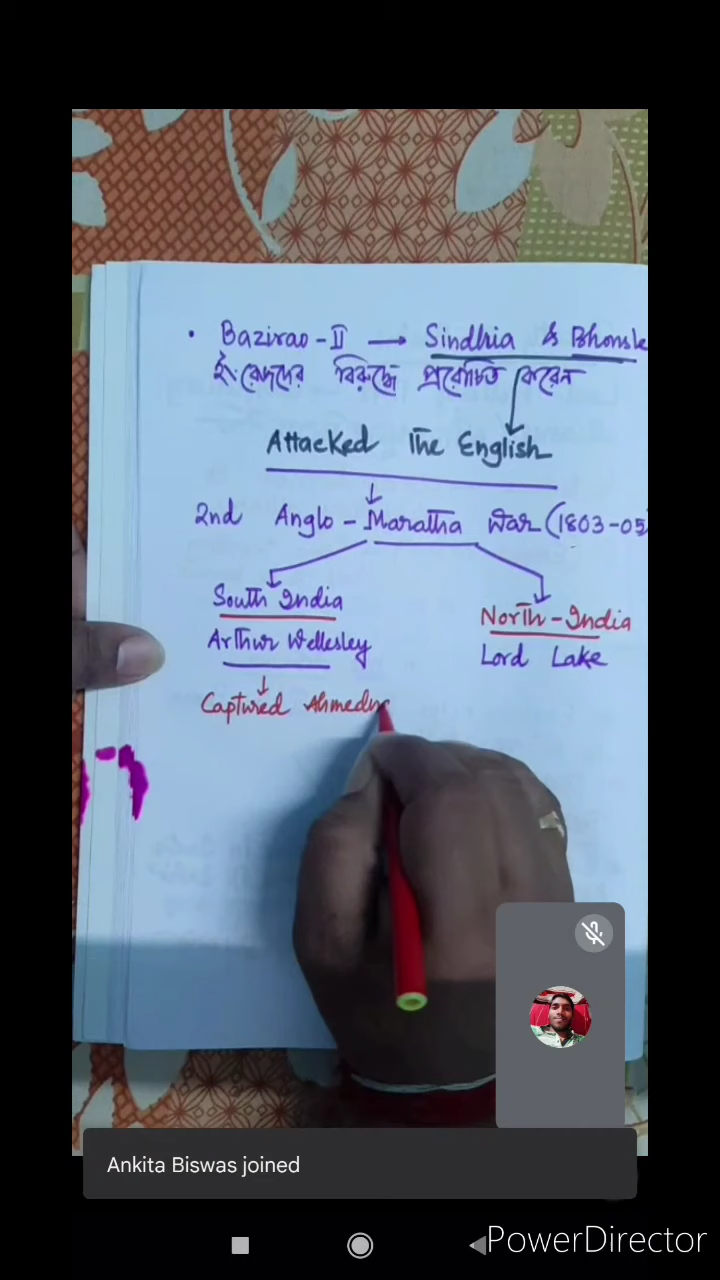 • Bazirao-II → Sindhia & Bhonsle
ইংরেজদের বিরুদ্ধে প্ররোচিত করেন
Attacked The English
2nd Anglo-Maratha War (1803-05
South India
North-India
Arthur Wellesley
Lord Lake
Captured
Ankita Biswas joined
PowerDirector